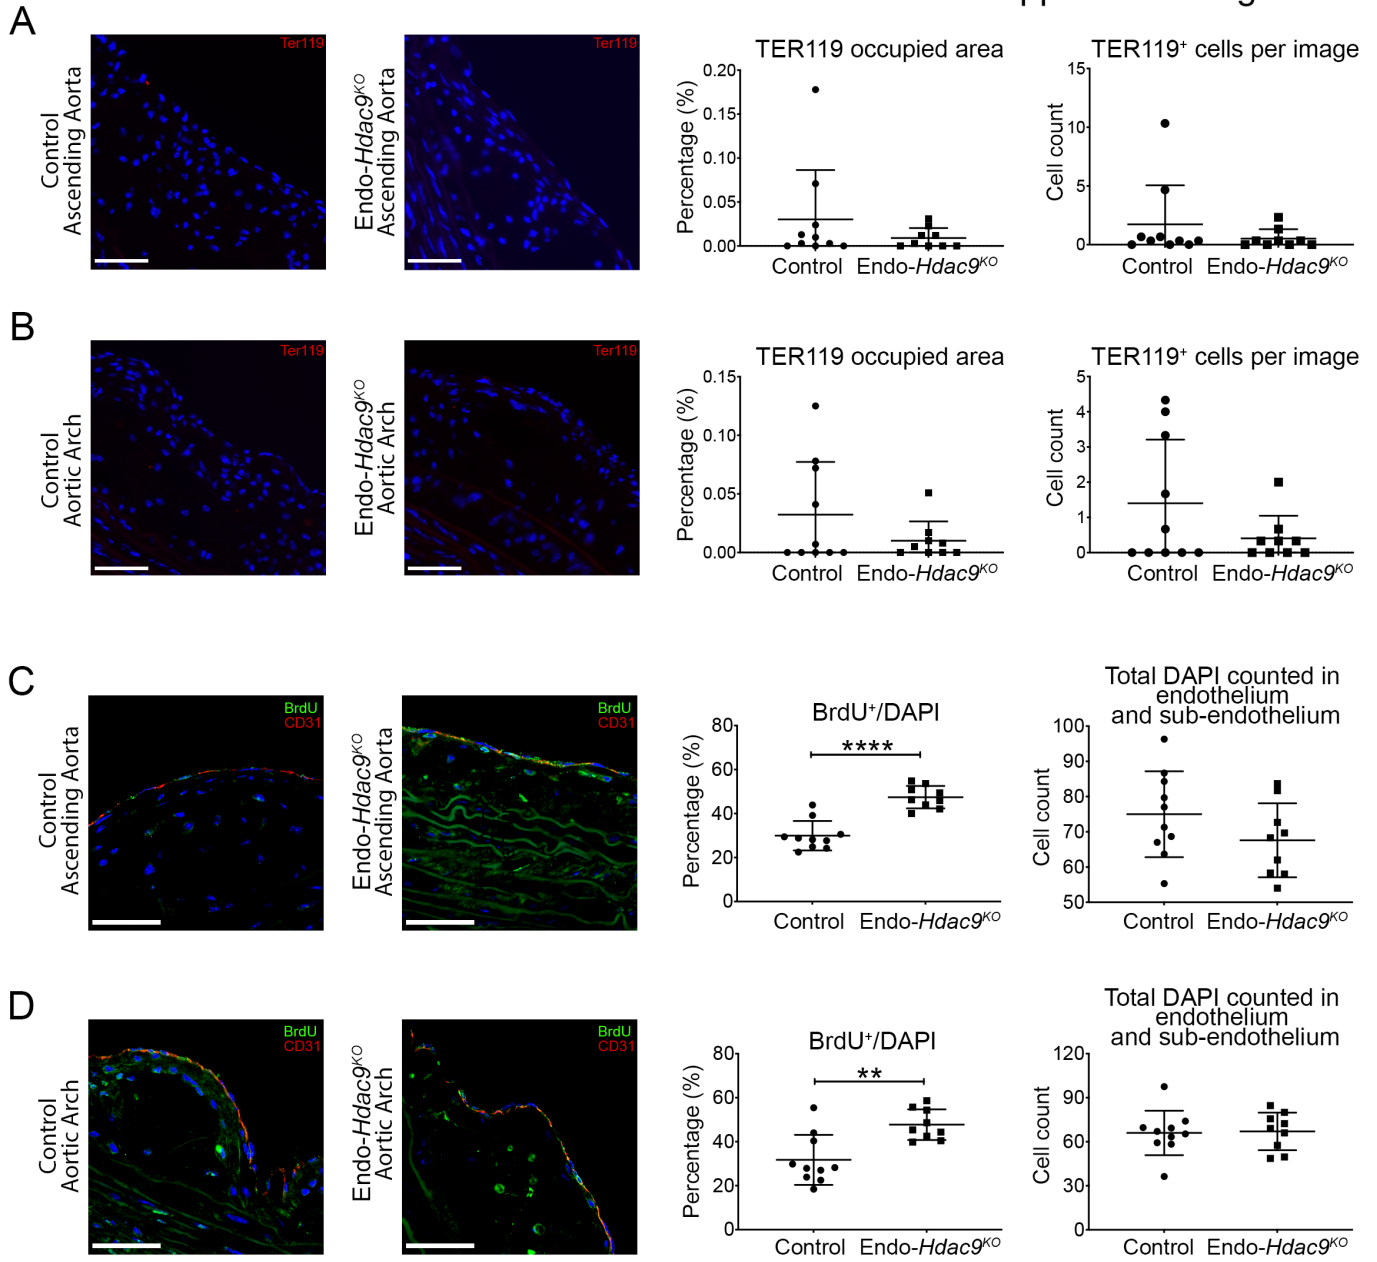 A
Control
Ascending Aorta
Ter119
Endo-Hdac9KO
Ascending Aorta
Ter119
TER119 occupied area
Percentage (%)
0.20
0.15
0.10
0.05
0.00
Control
Endo-Hdac9KO
TER119+ cells per image
Cell count
15
10
5
0
Control
Endo-Hdac9KO
B
Control
Aortic Arch
Ter119
Endo-Hdac9KO
Aortic Arch
Ter119
TER119 occupied area
Percentage (%)
0.15
0.10
0.05
0.00
Control
Endo-Hdac9KO
TER119+ cells per image
Cell count
5
4
3
2
1
0
Control
Endo-Hdac9KO
C
Control
Ascending Aorta
BrdU
CD31
Endo-Hdac9KO
Ascending Aorta
BrdU
CD31
BrdU+/DAPI
Percentage (%)
80
60
40
20
0
****
Control
Endo-Hdac9KO
Total DAPI counted in
endothelium
and sub-endothelium
Cell count
100
90
80
70
60
50
Control
Endo-Hdac9KO
D
Control
Aortic Arch
BrdU
CD31
Endo-Hdac9KO
Aortic Arch
BrdU
CD31
BrdU+/DAPI
Percentage (%)
80
60
40
20
0
**
Control
Endo-Hdac9KO
Total DAPI counted in
endothelium
and sub-endothelium
Cell count
120
90
60
30
0
Control
Endo-Hdac9KO